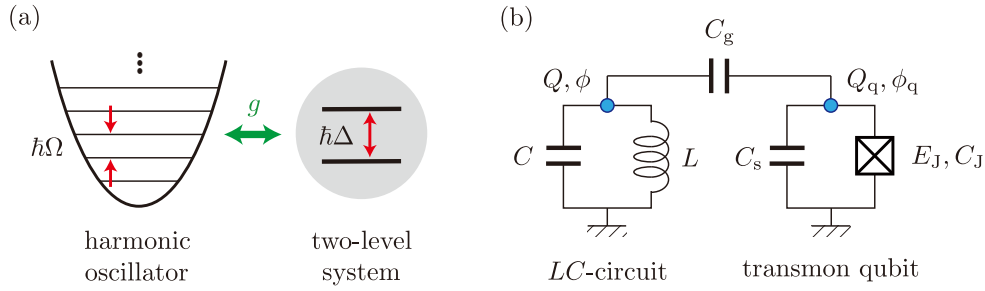 (a)
ħΩ
g
ħΔ
harmonic
oscillator
two-level
system
(b)
C_g
Q, ϕ
Q_q, ϕ_q
C
L
C_s
E_J, C_J
LC-circuit
transmon qubit